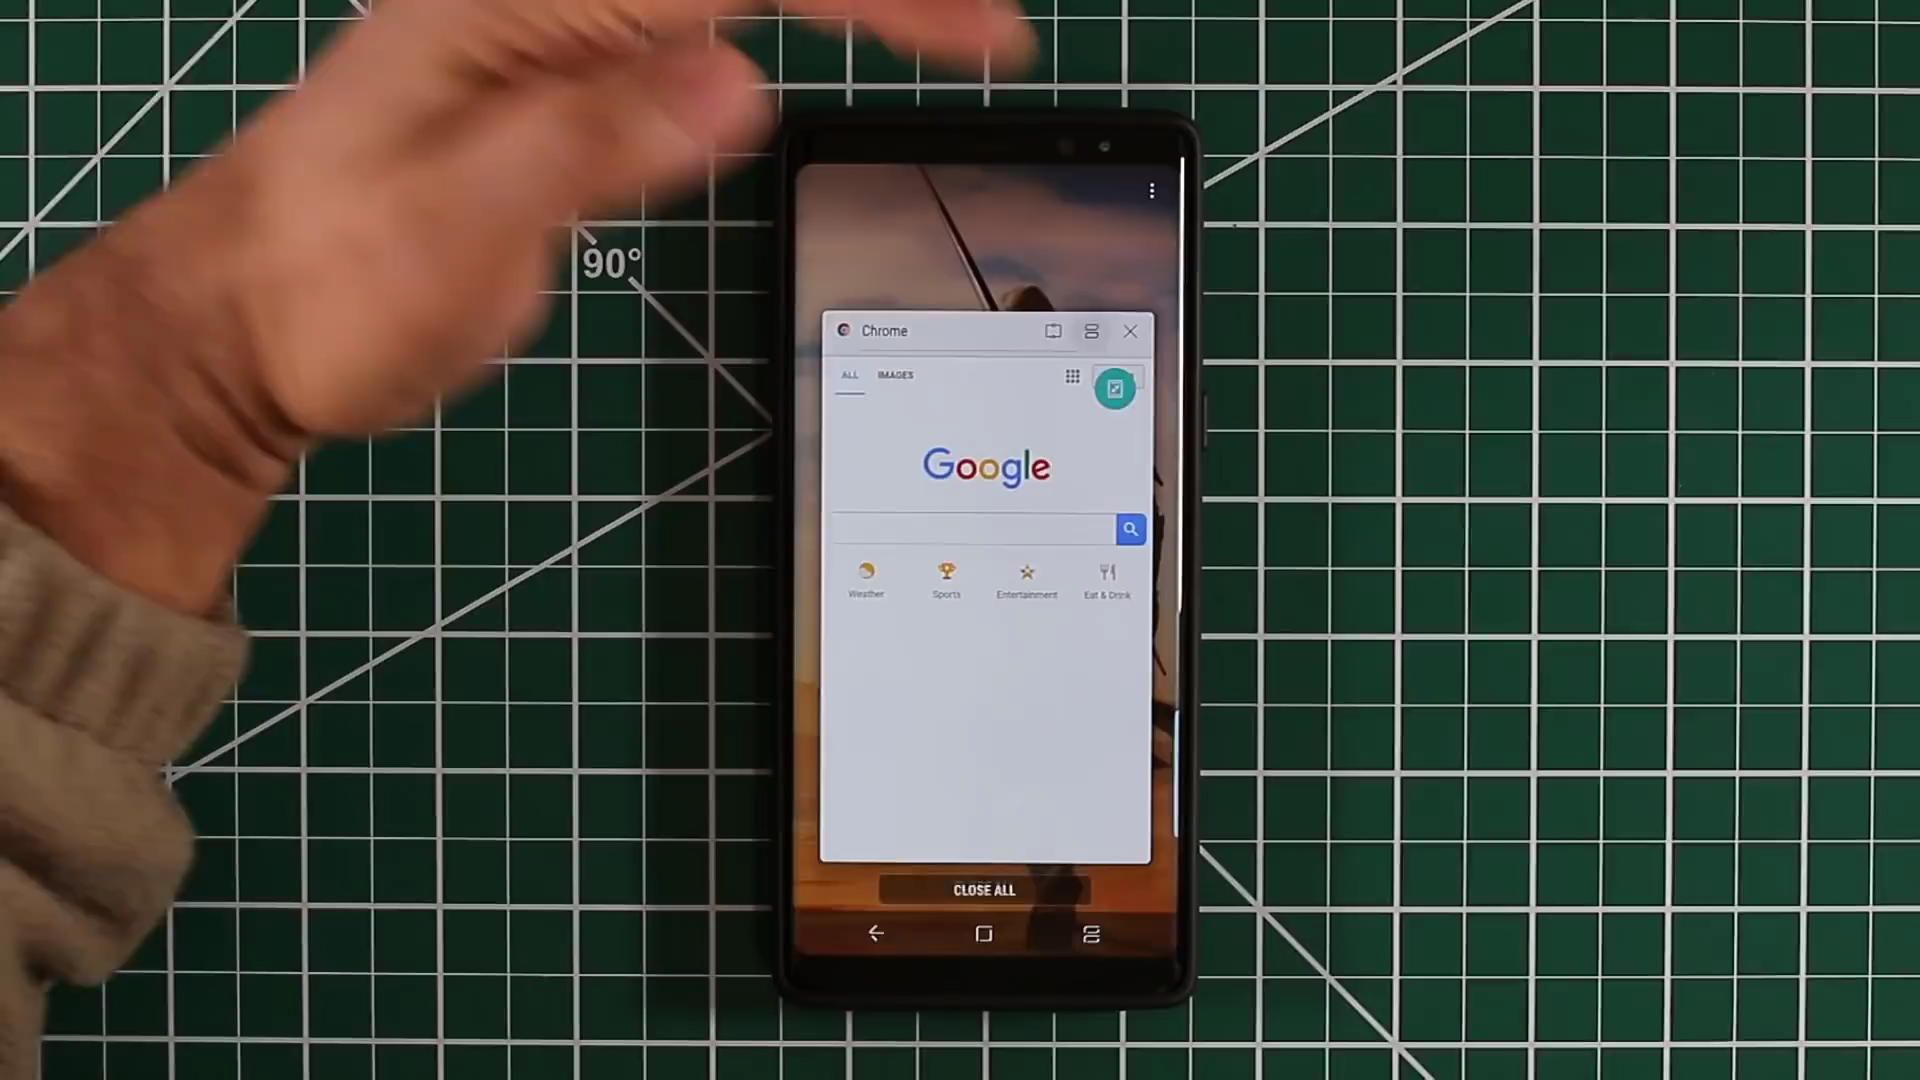 90°
Chrome
ALL IMAGES
Google
Weather Sports Entertainment Eat & Drink
CLOSE ALL